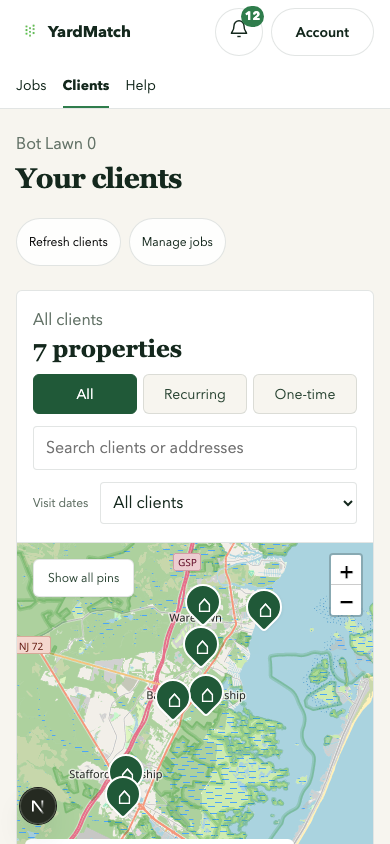 YardMatch
12
Account
Jobs Clients Help
Bot Lawn 0
Your clients
Refresh clients Manage jobs
All clients
7 properties
All Recurring One-time
Search clients or addresses
Visit dates All clients
Show all pins
GSP
+
−
NJ 72
N